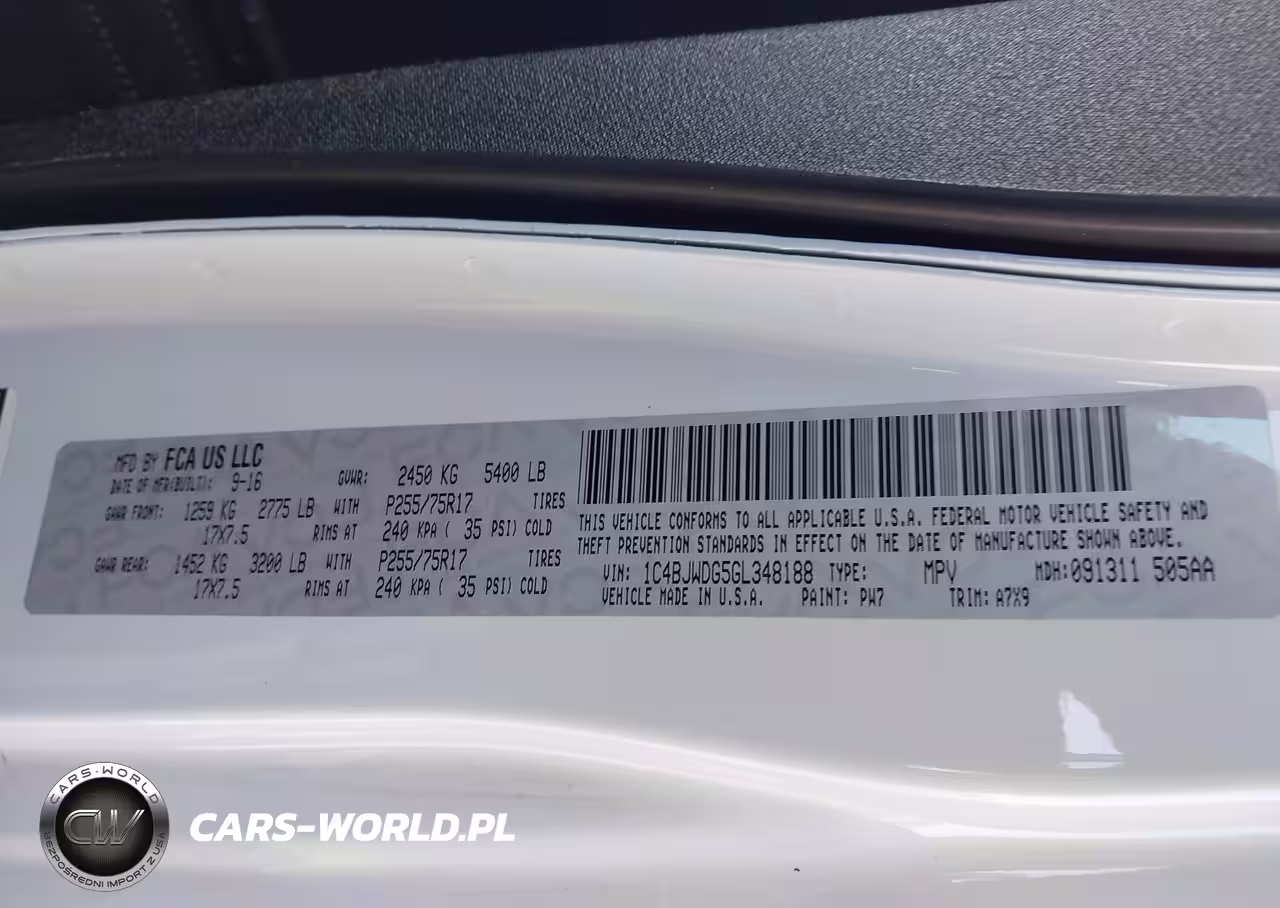 MFD BY FCA US LLC
DATE OF MFR(BUILT): 9-16
GVWR: 2450 KG 5400 LB
GAWR FRONT: 1259 KG 2775 LB WITH P255/75R17 TIRES
17X7.5 RIMS AT 240 KPA ( 35 PSI) COLD
GAWR REAR: 1452 KG 3200 LB WITH P255/75R17 TIRES
17X7.5 RIMS AT 240 KPA ( 35 PSI) COLD
THIS VEHICLE CONFORMS TO ALL APPLICABLE U.S.A. FEDERAL MOTOR VEHICLE SAFETY AND
THEFT PREVENTION STANDARDS IN EFFECT ON THE DATE OF MANUFACTURE SHOWN ABOVE.
VIN: 1C4BJWDG5GL348188 TYPE: MPV MDH:091311 505AA
VEHICLE MADE IN U.S.A. PAINT: PW7 TRIM: A7X9
CARS-WORLD
CW
BEZPOŚREDNI IMPORT Z USA
CARS-WORLD.PL